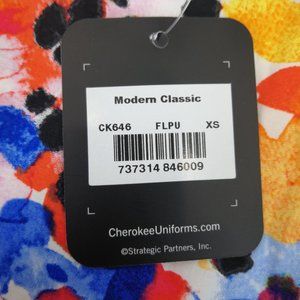 Modern Classic
CK646 FLPU XS
737314 846009
CherokeeUniforms.com
©Strategic Partners, Inc.